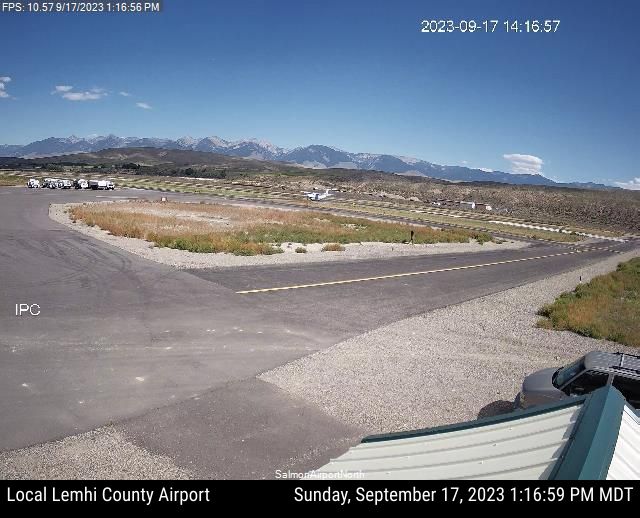 FPS: 10.57 9/17/2023 1:16:56 PM
2023-09-17 14:16:57
IPC
SalmonAirportNorth
Local Lemhi County Airport
Sunday, September 17, 2023 1:16:59 PM MDT